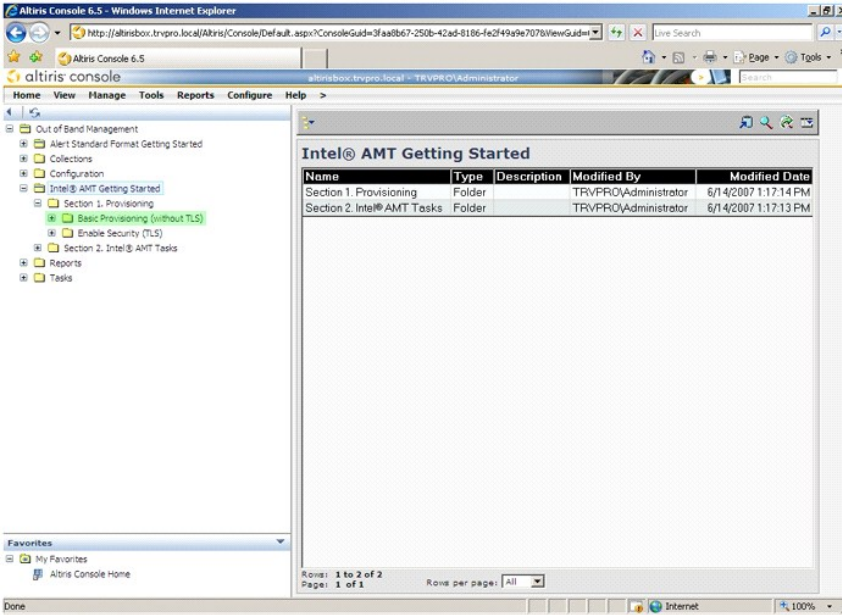 Altiris Console 6.5 - Windows Internet Explorer
http://altirisbox.trvpro.local/Altiris/Console/Default.aspx?ConsoleGuid=3faa8b67-250b-42ad-8186-fe2f49a9e707&ViewGuid=
Live Search
Altiris Console 6.5
Page
Tools
altiris console
altirisbox.trvpro.local - TRVPRO\Administrator
Search
Home View Manage Tools Reports Configure Help >
Out of Band Management
Alert Standard Format Getting Started
Collections
Configuration
Intel® AMT Getting Started
Section 1. Provisioning
Basic Provisioning (without TLS)
Enable Security (TLS)
Section 2. Intel® AMT Tasks
Reports
Tasks
Intel® AMT Getting Started
Name Type Description Modified By Modified Date
Section 1. Provisioning Folder TRVPRO\Administrator 6/14/2007 1:17:14 PM
Section 2. Intel® AMT Tasks Folder TRVPRO\Administrator 6/14/2007 1:17:13 PM
Favorites
My Favorites
Altiris Console Home
Rows: 1 to 2 of 2
Page: 1 of 1
Rows per page: All
Done
Internet
100%